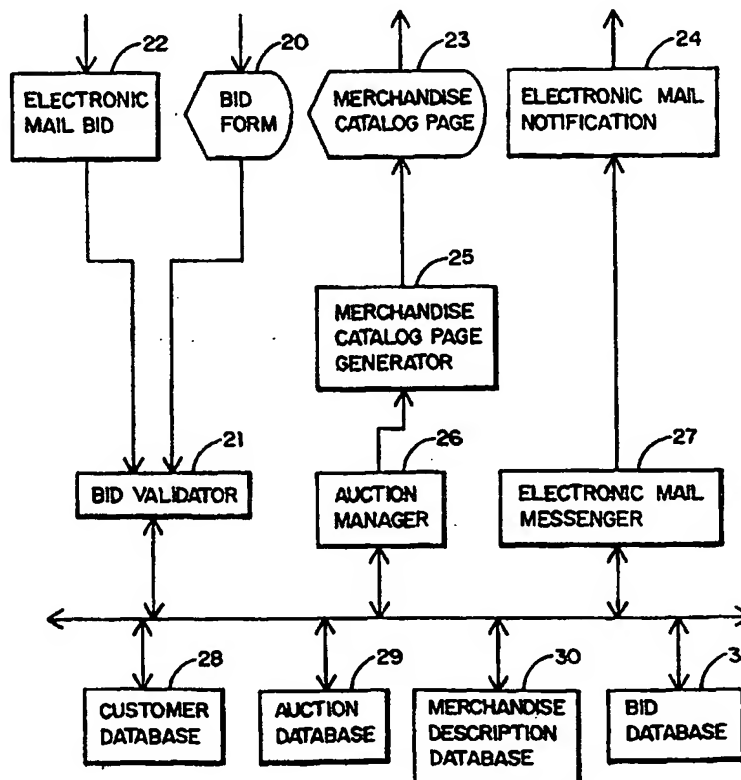 22
20
23
24
ELECTRONIC
MAIL BID
BID
FORM
MERCHANDISE
CATALOG PAGE
ELECTRONIC MAIL
NOTIFICATION
25
MERCHANDISE
CATALOG PAGE
GENERATOR
21
26
27
BID VALIDATOR
AUCTION
MANAGER
ELECTRONIC MAIL
MESSENGER
28
29
30
3
CUSTOMER
DATABASE
AUCTION
DATABASE
MERCHANDISE
DESCRIPTION
DATABASE
BID
DATABASE